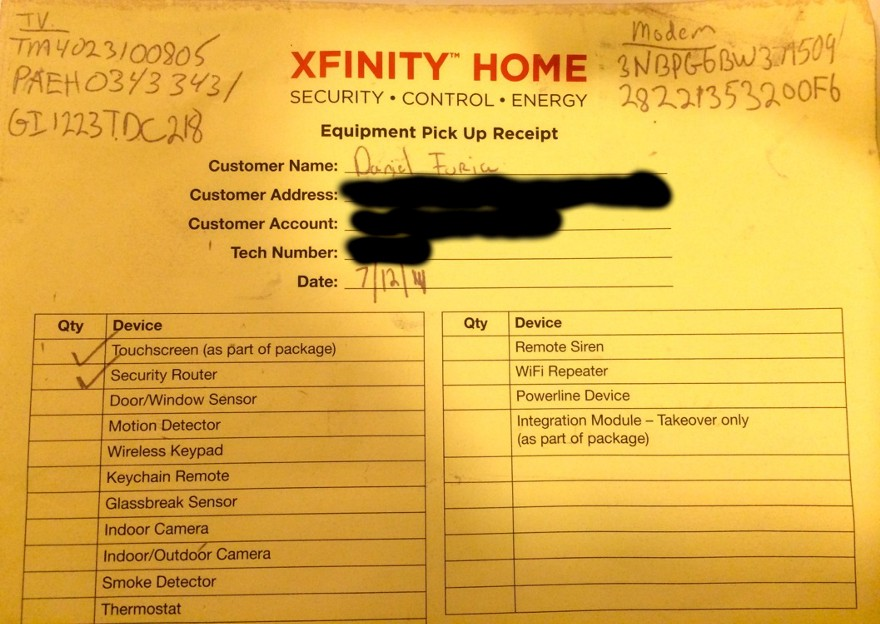 TV
TM4023100805
PAEH03433431
GI1223TDC218
Modem
3NBPG6BW371509
28221353200F6
XFINITY™ HOME
SECURITY • CONTROL • ENERGY
Equipment Pick Up Receipt
Customer Name: Daniel Furia
Customer Address:
Customer Account:
Tech Number:
Date: 7/12/14
Qty Device
Touchscreen (as part of package)
Security Router
Door/Window Sensor
Motion Detector
Wireless Keypad
Keychain Remote
Glassbreak Sensor
Indoor Camera
Indoor/Outdoor Camera
Smoke Detector
Thermostat
Qty Device
Remote Siren
WiFi Repeater
Powerline Device
Integration Module – Takeover only
(as part of package)